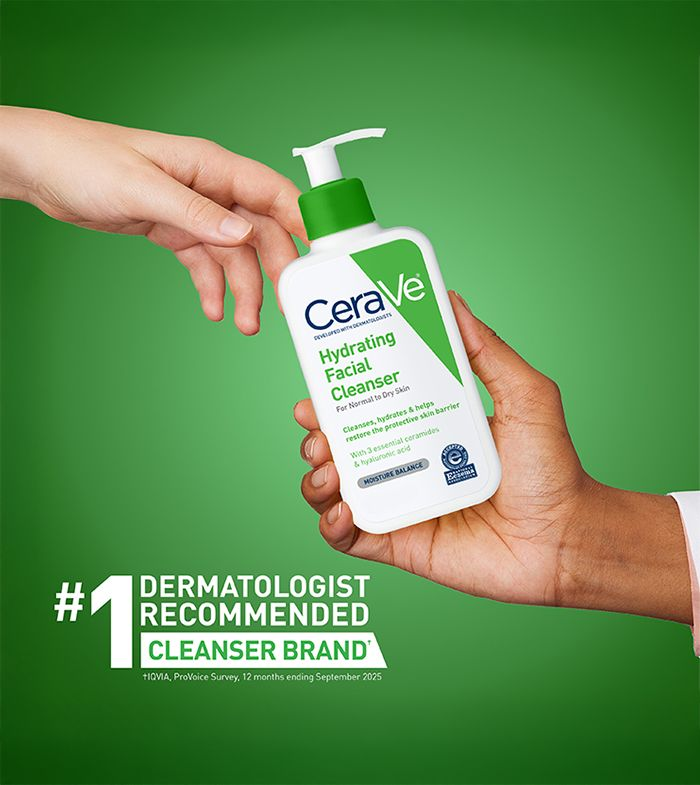 CeraVe®
DEVELOPED WITH DERMATOLOGISTS
Hydrating
Facial
Cleanser
For Normal to Dry Skin
Cleanses, hydrates & helps
restore the protective skin barrier
With 3 essential ceramides
& hyaluronic acid
MOISTURE BALANCE
#1 DERMATOLOGIST
RECOMMENDED
CLEANSER BRAND†
†IQVIA, ProVoice Survey, 12 months ending September 2025